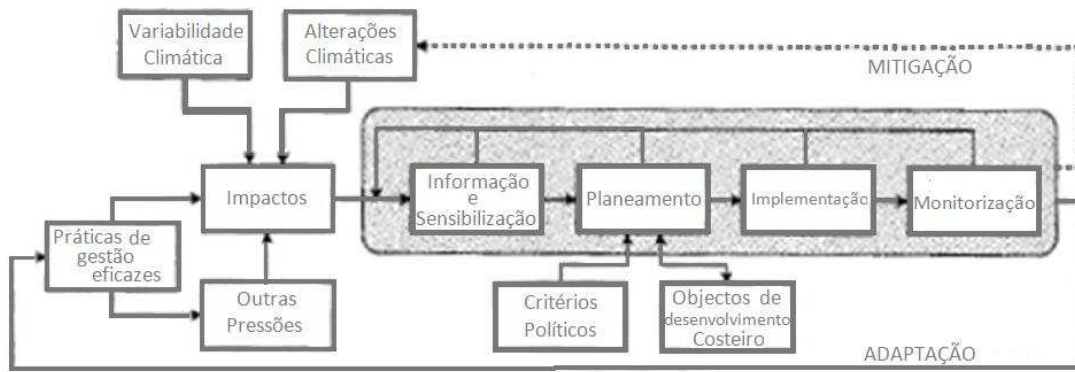 Variabilidade
Climática
Alterações
Climáticas
MITIGAÇÃO
Impactos
Informação
e
Sensibilização
Planeamento
Implementação
Monitorização
Práticas de
gestão
eficazes
Outras
Pressões
Critérios
Políticos
Objectos de
desenvolvimento
Costeiro
ADAPTAÇÃO